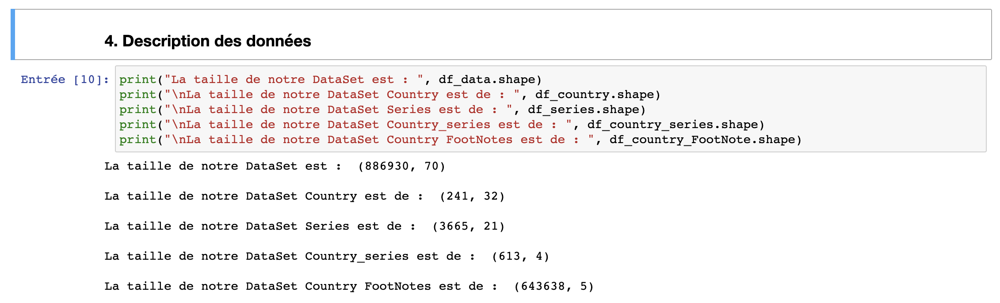 4. Description des données
Entrée [10]: print("La taille de notre DataSet est : ", df_data.shape)
print("\nLa taille de notre DataSet Country est de : ", df_country.shape)
print("\nLa taille de notre DataSet Series est de : ", df_series.shape)
print("\nLa taille de notre DataSet Country_series est de : ", df_country_series.shape)
print("\nLa taille de notre DataSet Country FootNotes est de : ", df_country_FootNote.shape)
La taille de notre DataSet est :  (886930, 70)
La taille de notre DataSet Country est de :  (241, 32)
La taille de notre DataSet Series est de :  (3665, 21)
La taille de notre DataSet Country_series est de :  (613, 4)
La taille de notre DataSet Country FootNotes est de :  (643638, 5)